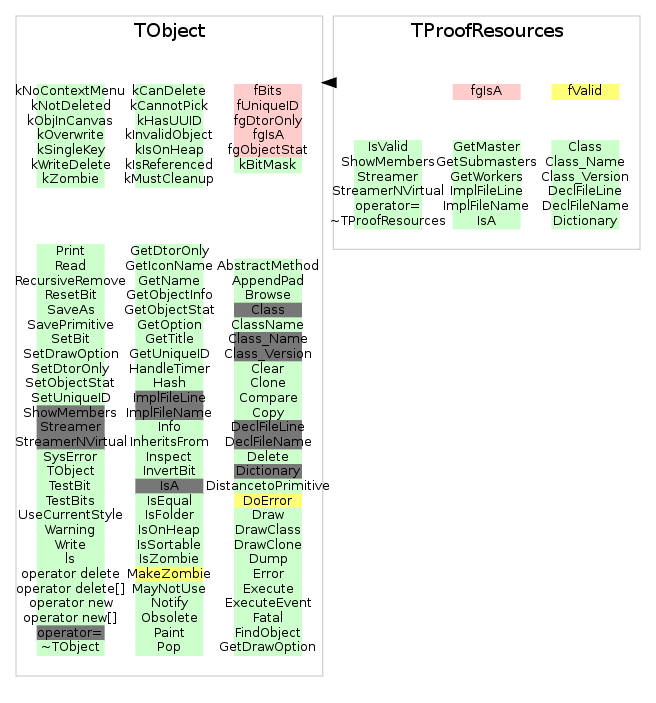 TObject
kNoContextMenu
kNotDeleted
kObjInCanvas
kOverwrite
kSingleKey
kWriteDelete
kZombie
kCanDelete
kCannotPick
kHasUUID
kInvalidObject
kIsOnHeap
kIsReferenced
kMustCleanup
fBits
fUniqueID
fgDtorOnly
fgIsA
fgObjectStat
kBitMask
Print
Read
RecursiveRemove
ResetBit
SaveAs
SavePrimitive
SetBit
SetDrawOption
SetDtorOnly
SetObjectStat
SetUniqueID
ShowMembers
Streamer
StreamerNVirtual
SysError
TObject
TestBit
TestBits
UseCurrentStyle
Warning
Write
ls
operator delete
operator delete[]
operator new
operator new[]
operator=
~TObject
GetDtorOnly
GetIconName
GetName
GetObjectInfo
GetObjectStat
GetOption
GetTitle
GetUniqueID
HandleTimer
Hash
ImplFileLine
ImplFileName
Info
InheritsFrom
Inspect
InvertBit
IsA
IsEqual
IsFolder
IsOnHeap
IsSortable
IsZombie
MakeZombie
MayNotUse
Notify
Obsolete
Paint
Pop
AbstractMethod
AppendPad
Browse
Class
ClassName
Class_Name
Class_Version
Clear
Clone
Compare
Copy
DeclFileLine
DeclFileName
Delete
Dictionary
DistancetoPrimitive
DoError
Draw
DrawClass
DrawClone
Dump
Error
Execute
ExecuteEvent
Fatal
FindObject
GetDrawOption
TProofResources
fgIsA
fValid
IsValid
ShowMembers
Streamer
StreamerNVirtual
operator=
~TProofResources
GetMaster
GetSubmasters
GetWorkers
ImplFileLine
ImplFileName
IsA
Class
Class_Name
Class_Version
DeclFileLine
DeclFileName
Dictionary